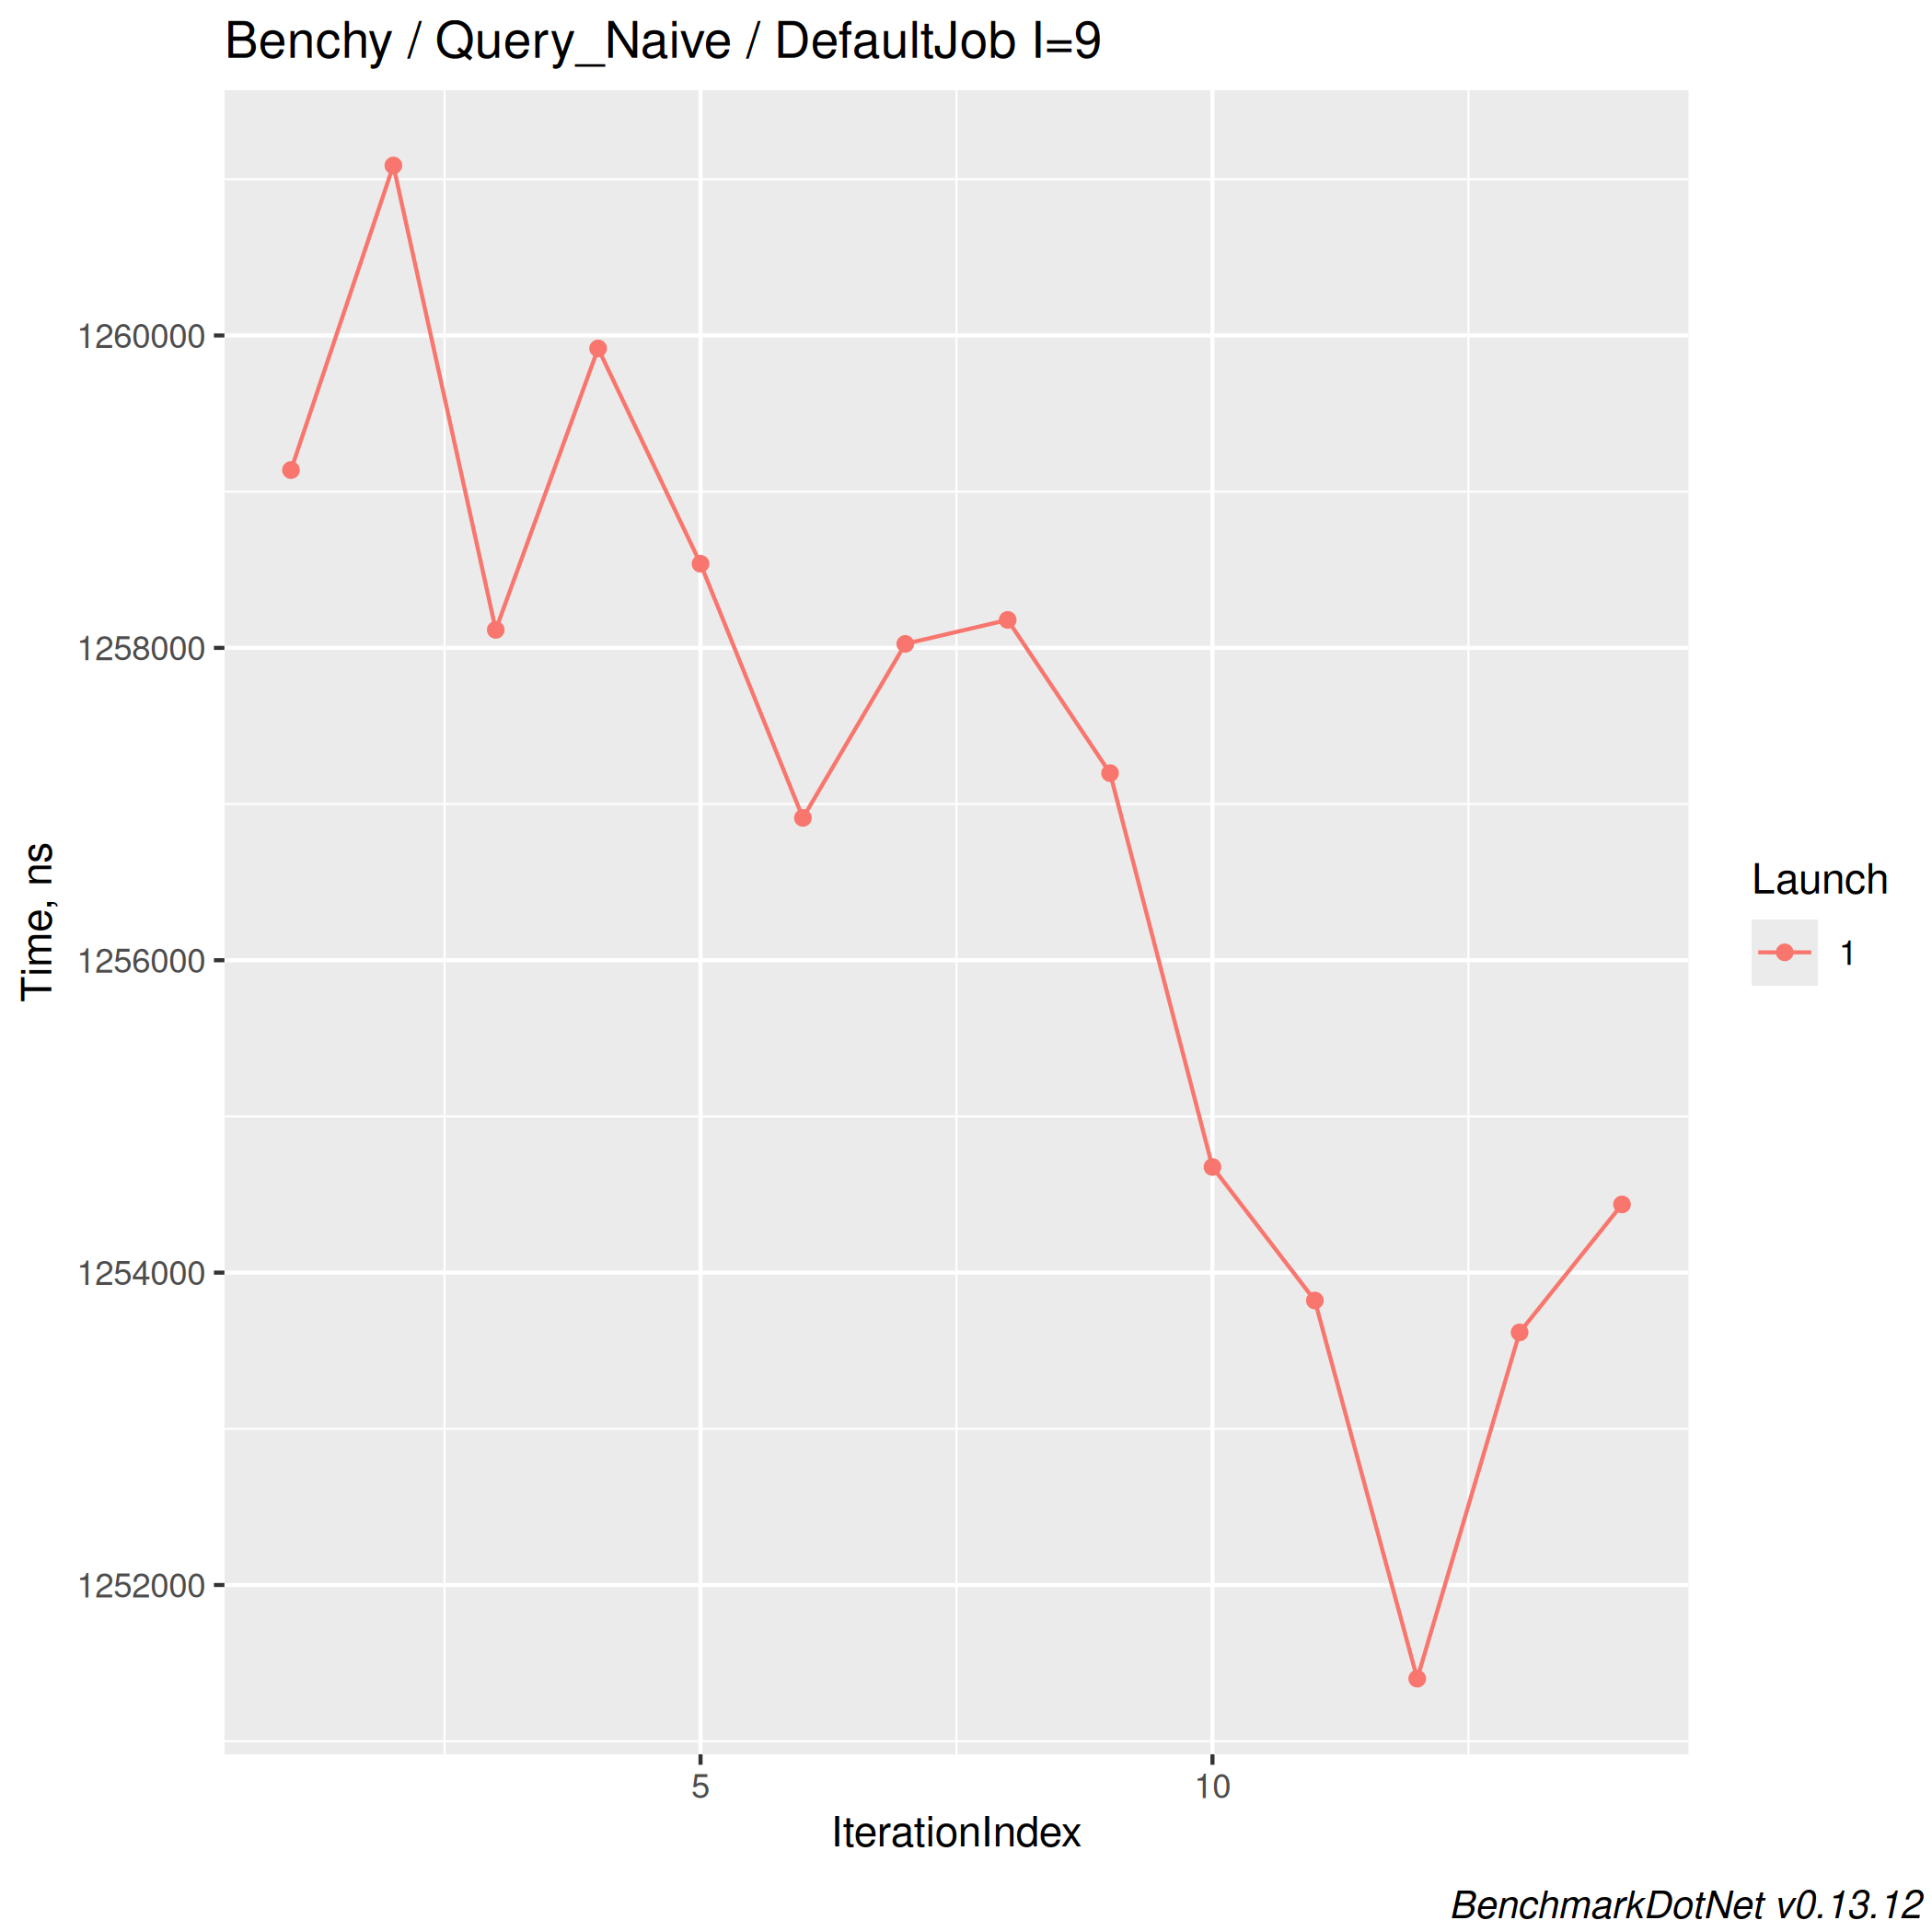 Benchy / Query_Naive / DefaultJob I=9
1260000
1258000
1256000
1254000
1252000
Time, ns
5
10
IterationIndex
Launch
1
BenchmarkDotNet v0.13.12